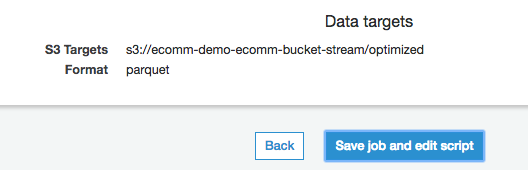 Data targets
S3 Targets s3://ecomm-demo-ecomm-bucket-stream/optimized
Format parquet
Back Save job and edit script